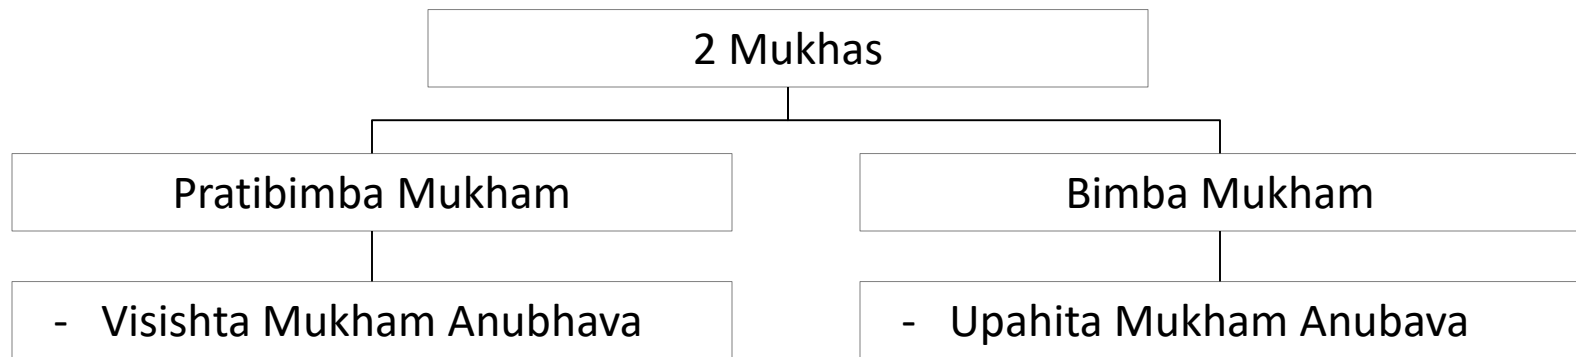 2 Mukhas
Pratibimba Mukham
Bimba Mukham
- Visishta Mukham Anubhava
- Upahita Mukham Anubava